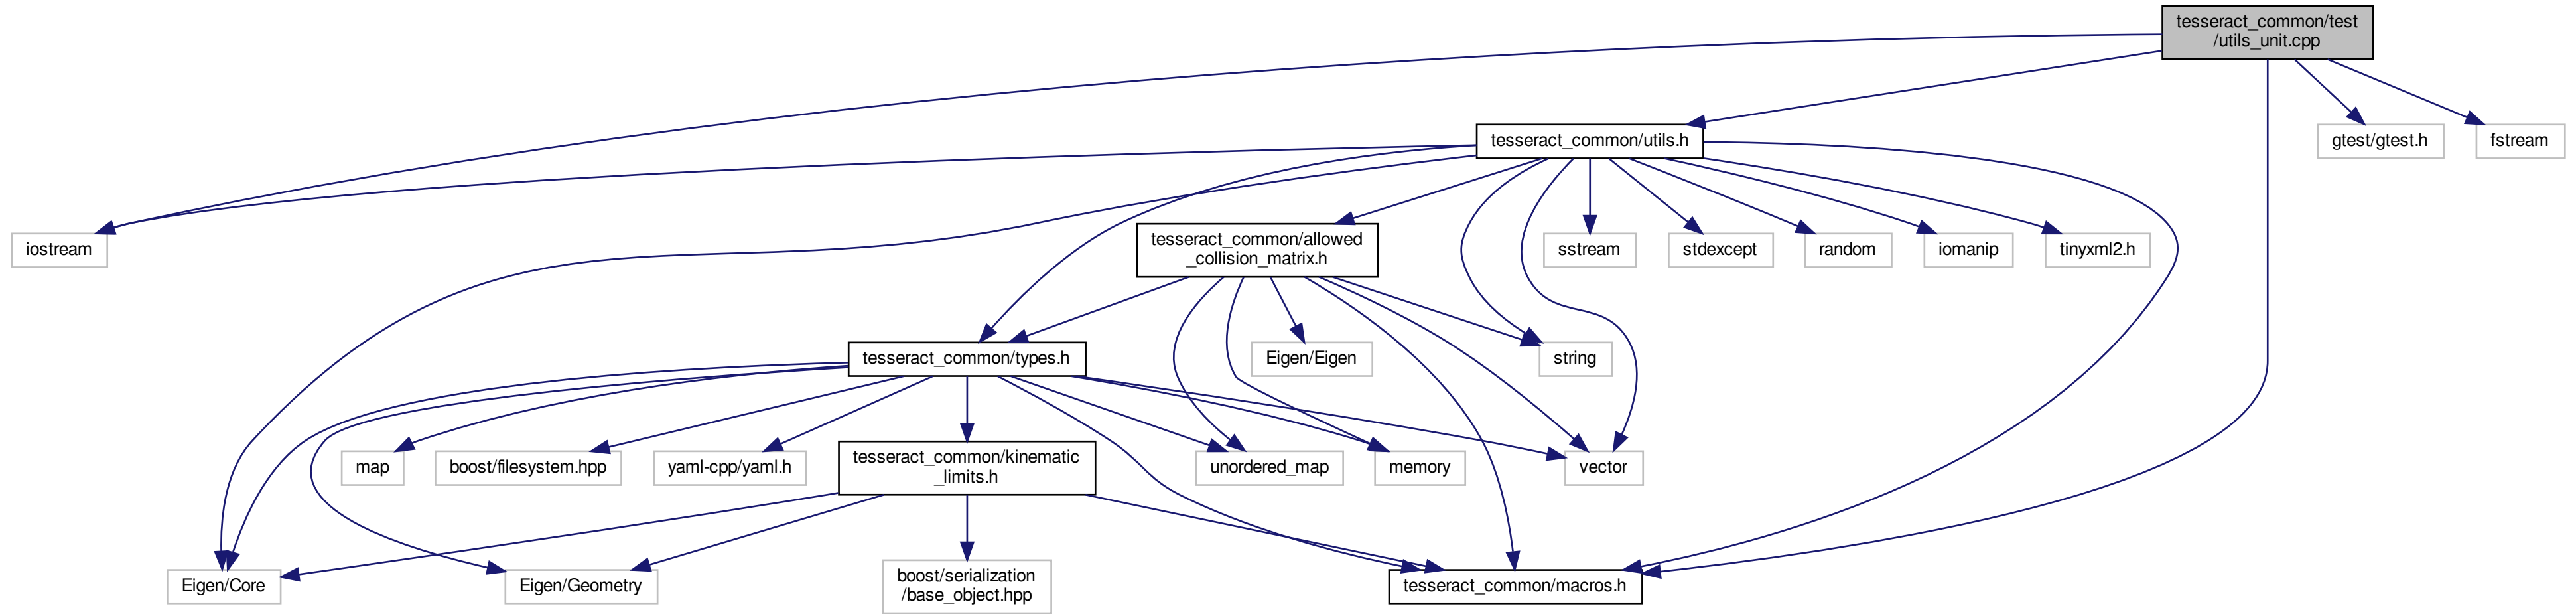 tesseract_common/test
/utils_unit.cpp
tesseract_common/utils.h
gtest/gtest.h
fstream
iostream
tesseract_common/allowed
_collision_matrix.h
sstream
stdexcept
random
iomanip
tinyxml2.h
tesseract_common/types.h
Eigen/Eigen
string
map
boost/filesystem.hpp
yaml-cpp/yaml.h
tesseract_common/kinematic
_limits.h
unordered_map
memory
vector
Eigen/Core
Eigen/Geometry
boost/serialization
/base_object.hpp
tesseract_common/macros.h